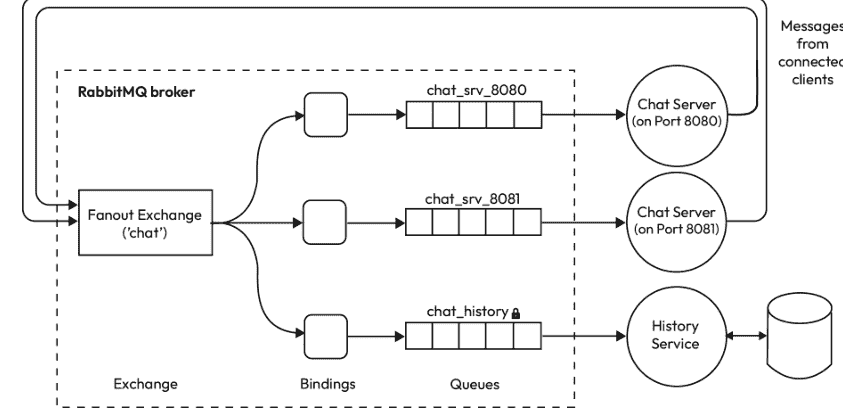 Messages
from
connected
clients
RabbitMQ broker
chat_srv_8080
Chat Server
(on Port 8080)
chat_srv_8081
Fanout Exchange
('chat')
Chat Server
(on Port 8081)
chat_history
History
Service
Exchange
Bindings
Queues